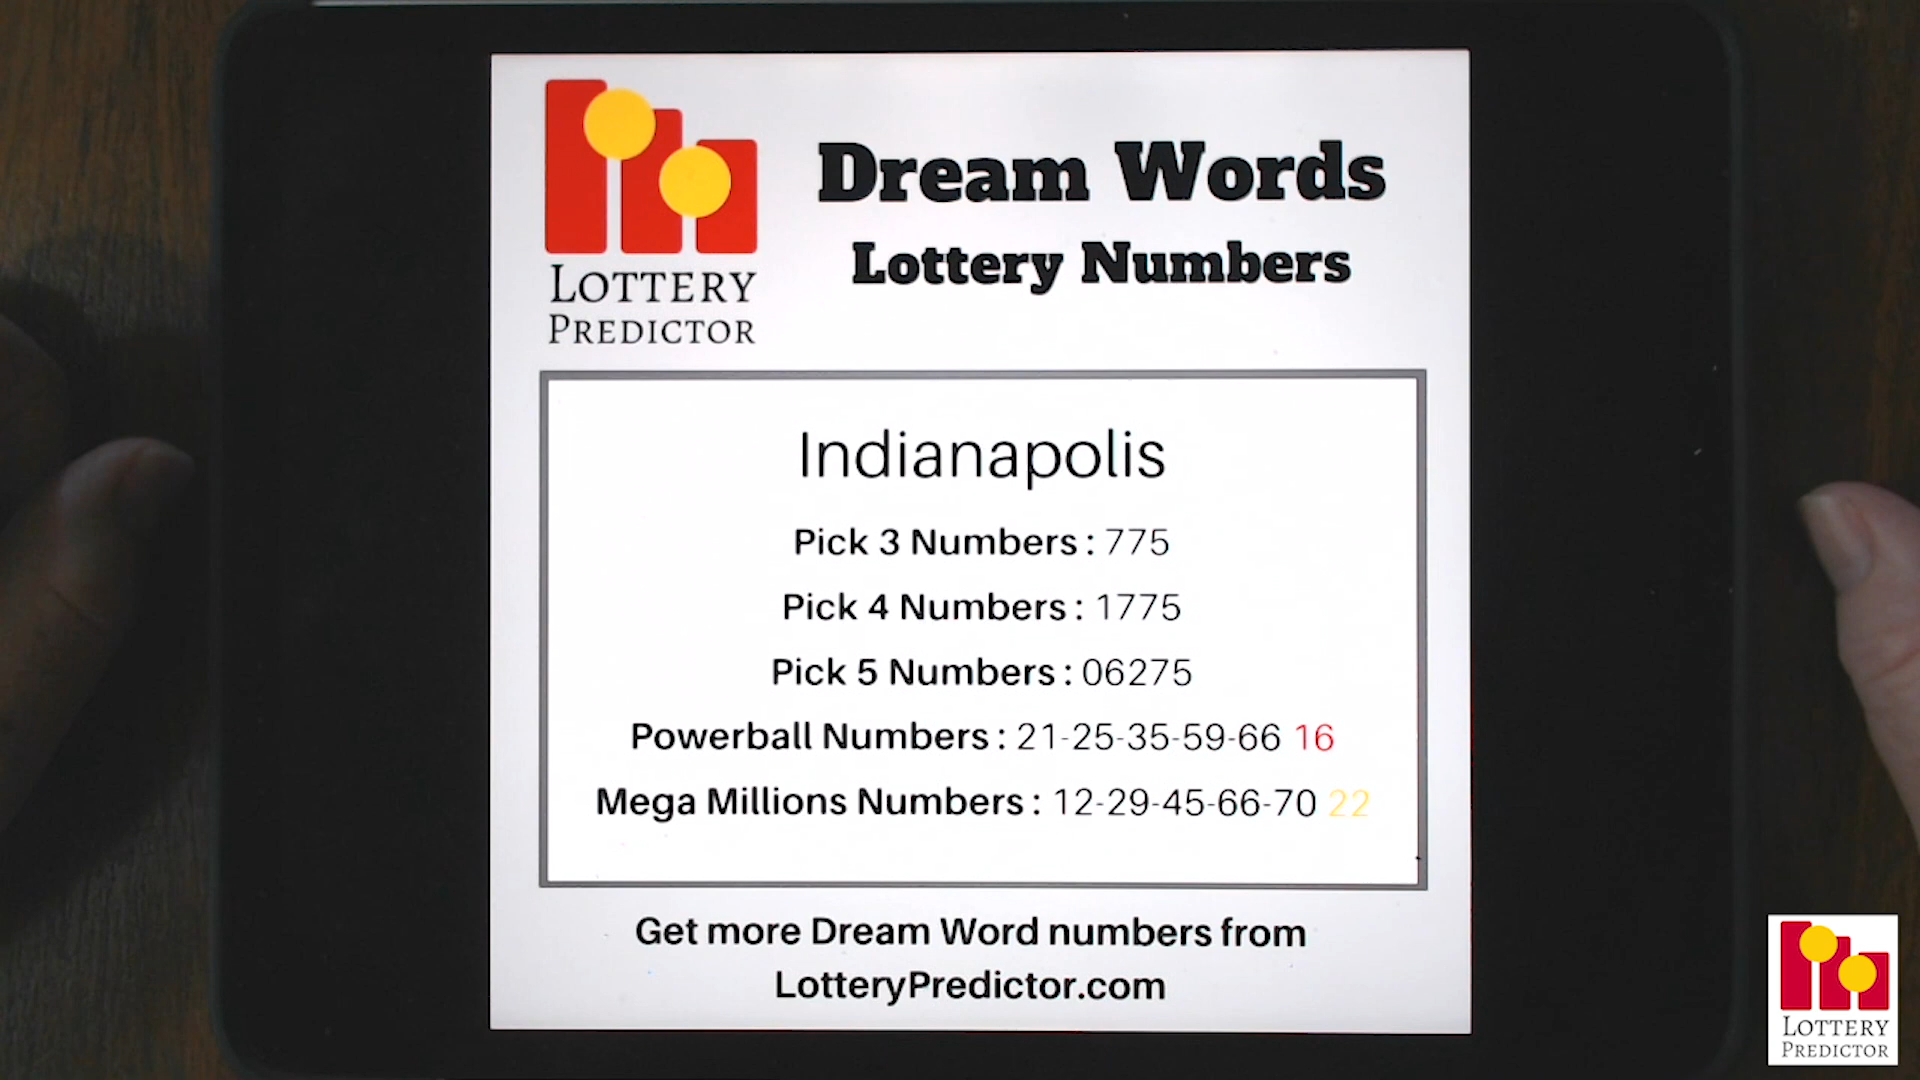 Dream Words
Lottery Numbers
LOTTERY
PREDICTOR
Indianapolis
Pick 3 Numbers : 775
Pick 4 Numbers : 1775
Pick 5 Numbers : 06275
Powerball Numbers : 21-25-35-59-66 16
Mega Millions Numbers : 12-29-45-66-70 22
Get more Dream Word numbers from
LotteryPredictor.com
LOTTERY
PREDICTOR